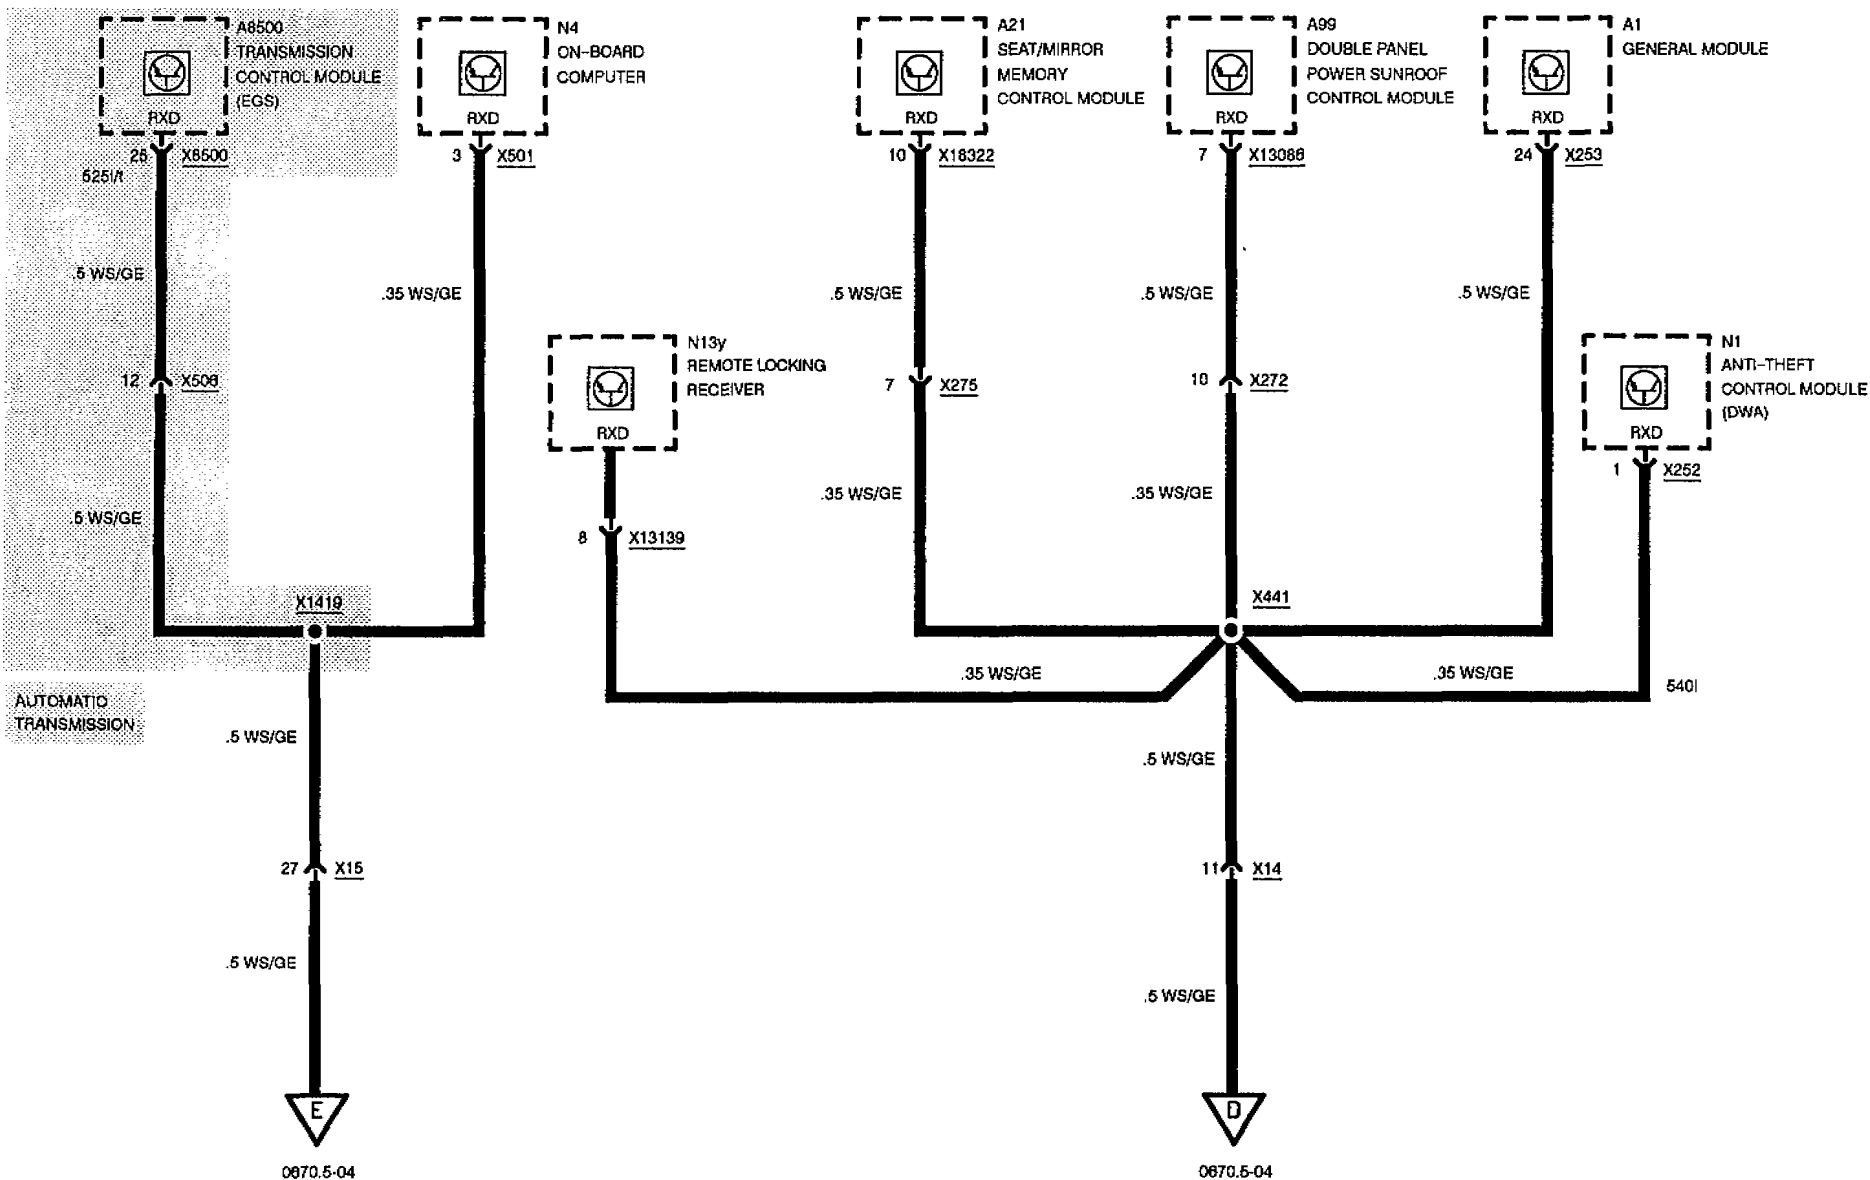 A8500
TRANSMISSION
CONTROL MODULE
(EGS)
RXD
25 X8500
525i/t
.5 WS/GE
12 X506
.5 WS/GE
N4
ON-BOARD
COMPUTER
RXD
3 X501
.35 WS/GE
N13y
REMOTE LOCKING
RECEIVER
RXD
8 X13139
.35 WS/GE
A21
SEAT/MIRROR
MEMORY
CONTROL MODULE
RXD
10 X18322
.5 WS/GE
7 X275
.35 WS/GE
A99
DOUBLE PANEL
POWER SUNROOF
CONTROL MODULE
RXD
7 X13086
.5 WS/GE
10 X272
.35 WS/GE
A1
GENERAL MODULE
RXD
24 X253
.5 WS/GE
N1
ANTI-THEFT
CONTROL MODULE
(DWA)
RXD
1 X252
.35 WS/GE
540I
X1419
AUTOMATIC
TRANSMISSION
.5 WS/GE
27 X15
.5 WS/GE
E
0670.5-04
X441
.5 WS/GE
11 X14
.5 WS/GE
D
0670.5-04